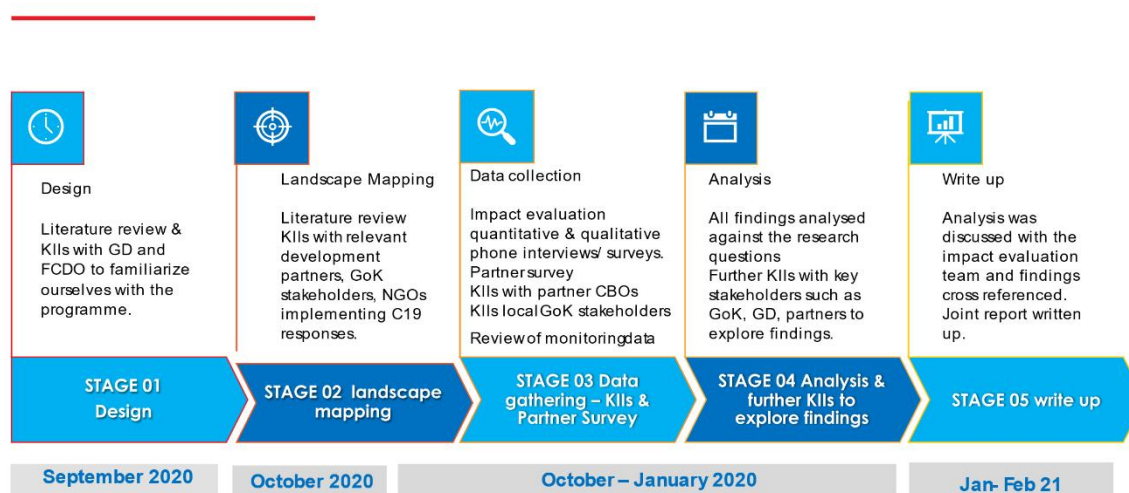 Design
Literature review &
KIIs with GD and
FCDO to familiarize
ourselves with the
programme.
Landscape Mapping
Literature review
KIIs with relevant
development
partners, GoK
stakeholders, NGOs
implementing C19
responses.
Data collection
Impact evaluation
quantitative & qualitative
phone interviews/ surveys.
Partner survey
KIIs with partner CBOs
KIIs local GoK stakeholders
Review of monitoring data
Analysis
All findings analysed
against the research
questions
Further KIIs with key
stakeholders such as
GoK, GD, partners to
explore findings.
Write up
Analysis was
discussed with the
impact evaluation
team and findings
cross referenced.
Joint report written
up.
STAGE 01
Design
STAGE 02 landscape
mapping
STAGE 03 Data
gathering – KIIs &
Partner Survey
STAGE 04 Analysis &
further KIIs to
explore findings
STAGE 05 write up
September 2020
October 2020
October – January 2020
Jan- Feb 21